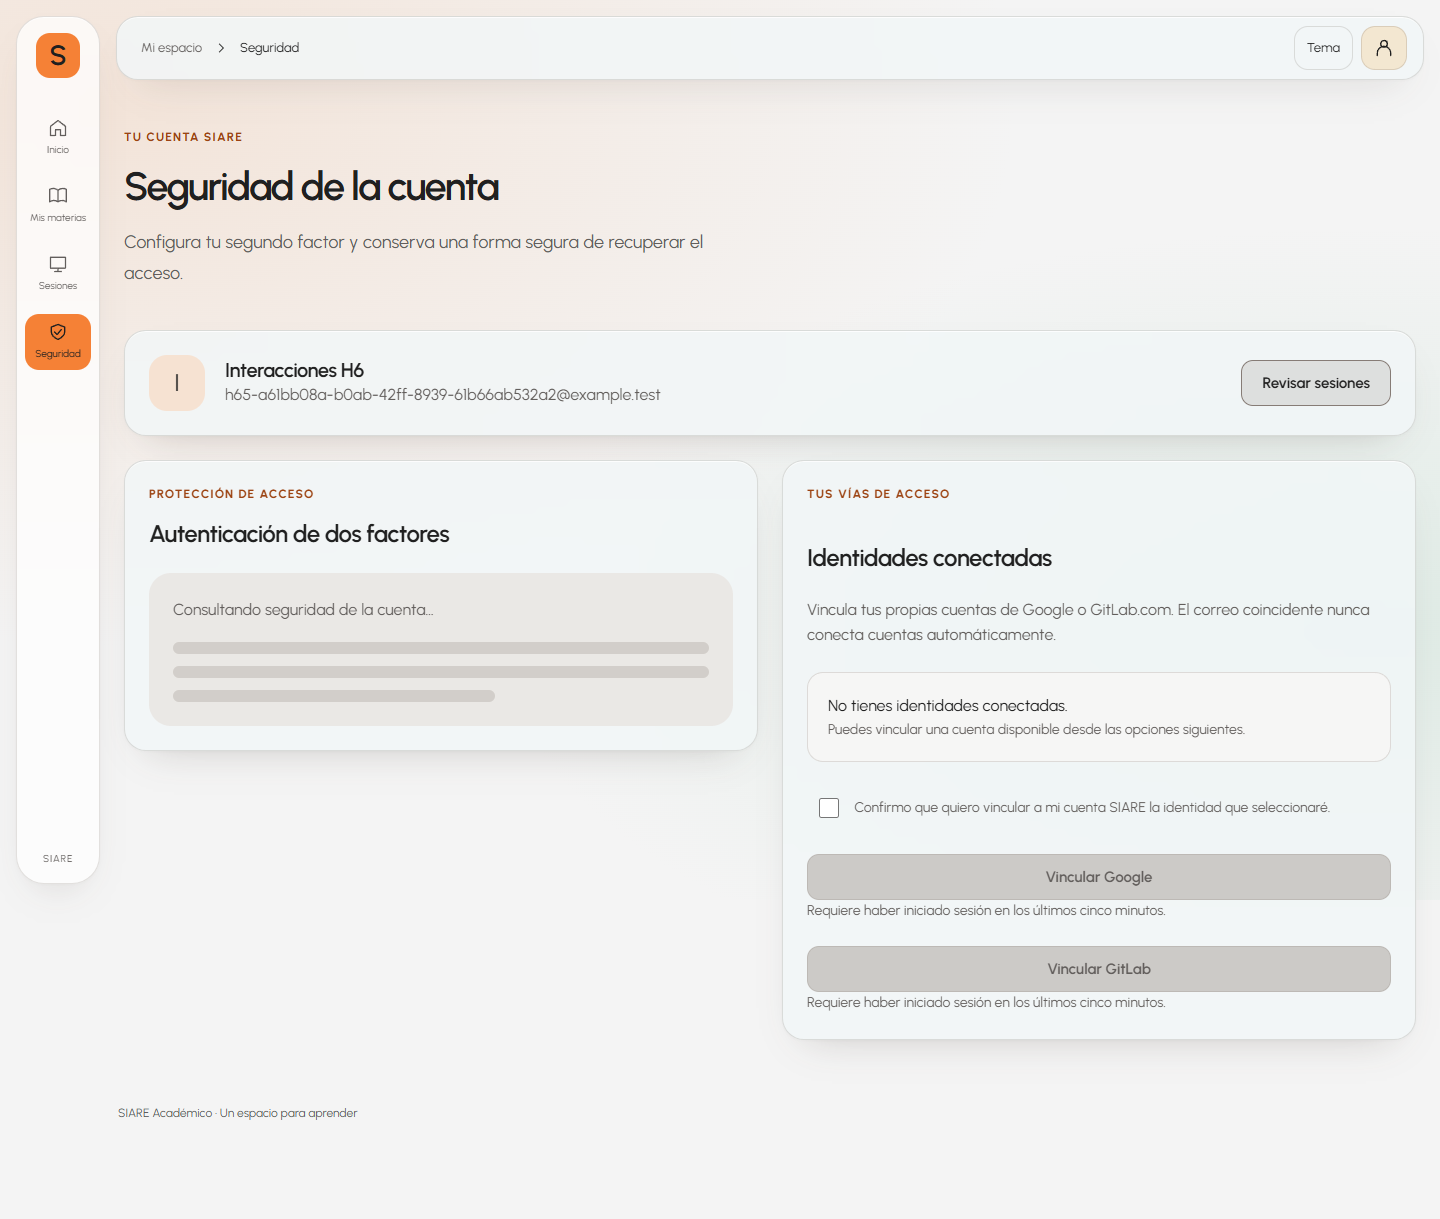 S
Inicio
Mis materias
Sesiones
Seguridad
SIARE
Mi espacio > Seguridad
Tema
TU CUENTA SIARE
Seguridad de la cuenta
Configura tu segundo factor y conserva una forma segura de recuperar el
acceso.
I
Interacciones H6
h65-a61bb08a-b0ab-42ff-8939-61b66ab532a2@example.test
Revisar sesiones
PROTECCIÓN DE ACCESO
Autenticación de dos factores
Consultando seguridad de la cuenta...
TUS VÍAS DE ACCESO
Identidades conectadas
Vincula tus propias cuentas de Google o GitLab.com. El correo coincidente nunca
conecta cuentas automáticamente.
No tienes identidades conectadas.
Puedes vincular una cuenta disponible desde las opciones siguientes.
Confirmo que quiero vincular a mi cuenta SIARE la identidad que seleccionaré.
Vincular Google
Requiere haber iniciado sesión en los últimos cinco minutos.
Vincular GitLab
Requiere haber iniciado sesión en los últimos cinco minutos.
SIARE Académico · Un espacio para aprender